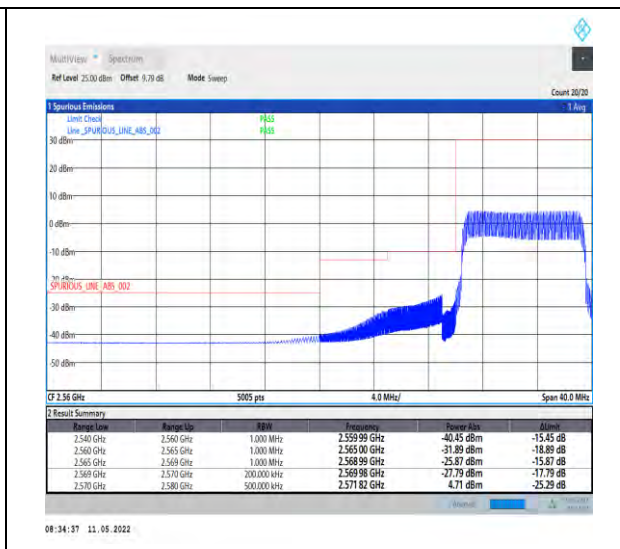 MultiView Spectrum
Ref Level 25.00 dBm Offset 9.79 dB Mode Sweep
Count 20/20
1 Spurious Emissions 1 Avg
Limit Check PASS
Line _SPURIOUS_LINE_ABS_002 PASS
30 dBm
20 dBm
10 dBm
0 dBm
-10 dBm
-20 dBm
SPURIOUS_LINE_ABS_002
-30 dBm
-40 dBm
-50 dBm
CF 2.56 GHz 5005 pts 4.0 MHz/ Span 40.0 MHz
2 Result Summary
Range Low Range Up RBW Frequency Power Abs ΔLimit
2.540 GHz 2.560 GHz 1.000 MHz 2.559 99 GHz -40.45 dBm -15.45 dB
2.560 GHz 2.565 GHz 1.000 MHz 2.565 00 GHz -31.89 dBm -18.89 dB
2.565 GHz 2.569 GHz 1.000 MHz 2.568 99 GHz -25.87 dBm -15.87 dB
2.569 GHz 2.570 GHz 200.000 kHz 2.569 98 GHz -27.79 dBm -17.79 dB
2.570 GHz 2.580 GHz 500.000 kHz 2.571 82 GHz 4.71 dBm -25.29 dB
08:34:37 11.05.2022